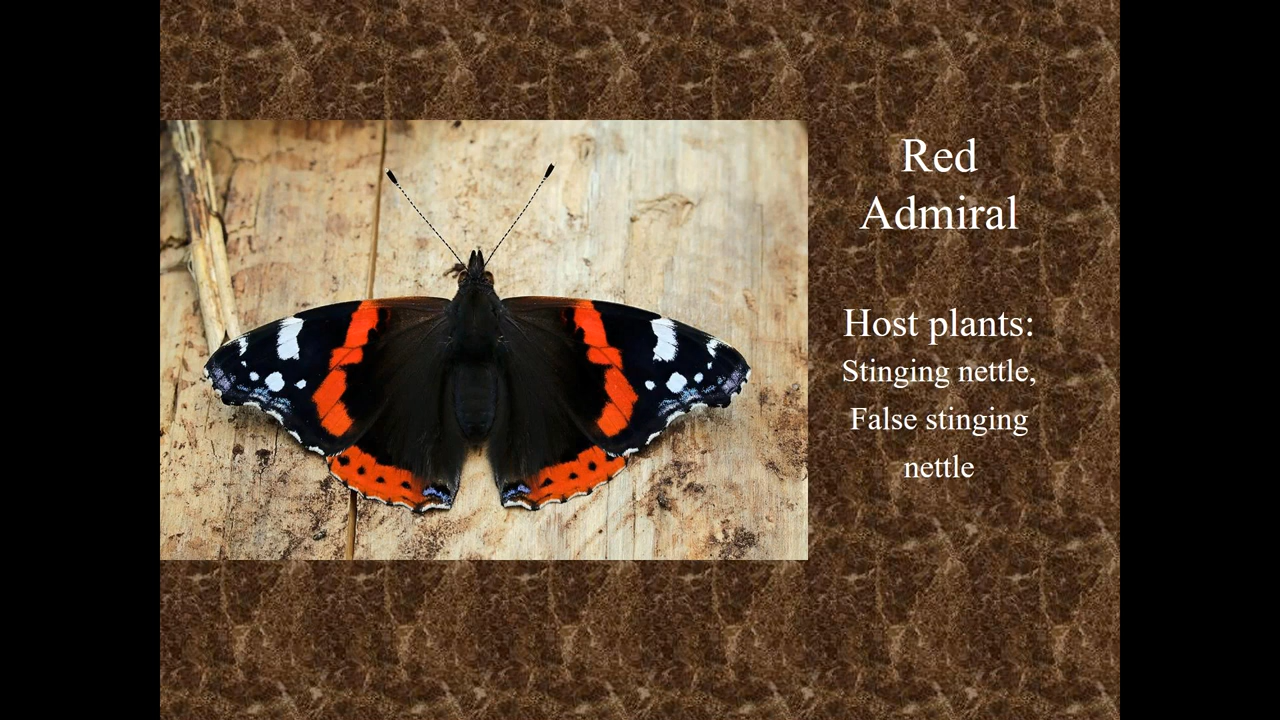 Red
Admiral
Host plants:
Stinging nettle,
False stinging
nettle